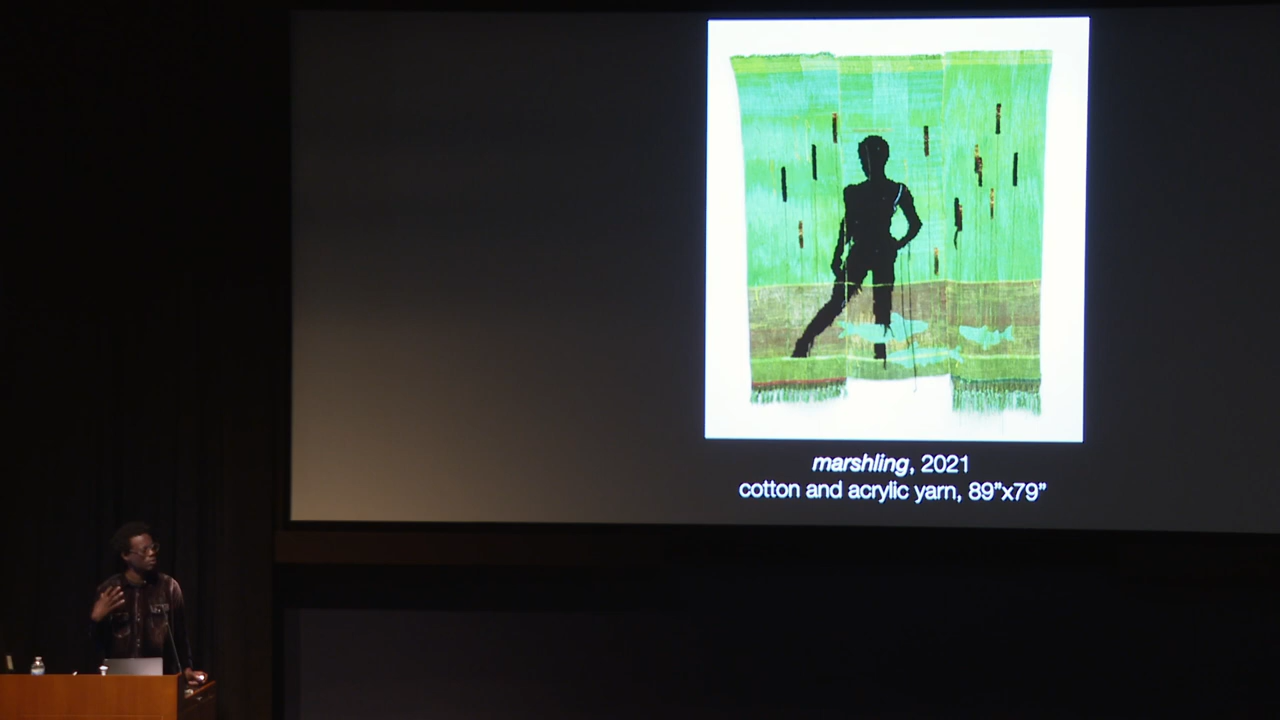 marshling, 2021
cotton and acrylic yarn, 89”x79”